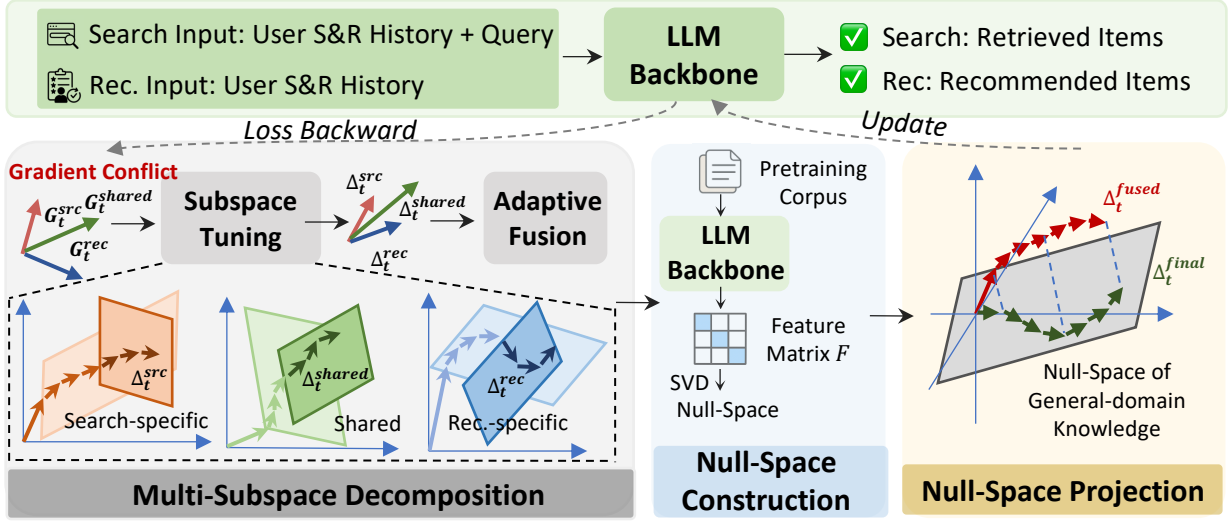 Search Input: User S&R History + Query
Rec. Input: User S&R History
LLM
Backbone
Search: Retrieved Items
Rec: Recommended Items
Loss Backward
Update
Gradient Conflict
G_t^{src}
G_t^{shared}
G_t^{rec}
Subspace
Tuning
Δ_t^{src}
Δ_t^{shared}
Δ_t^{rec}
Adaptive
Fusion
Δ_t^{src}
Search-specific
Δ_t^{shared}
Shared
Δ_t^{rec}
Rec.-specific
Multi-Subspace Decomposition
Pretraining
Corpus
LLM
Backbone
Feature
Matrix F
SVD
Null-Space
Null-Space
Construction
Δ_t^{fused}
Δ_t^{final}
Null-Space of
General-domain
Knowledge
Null-Space Projection